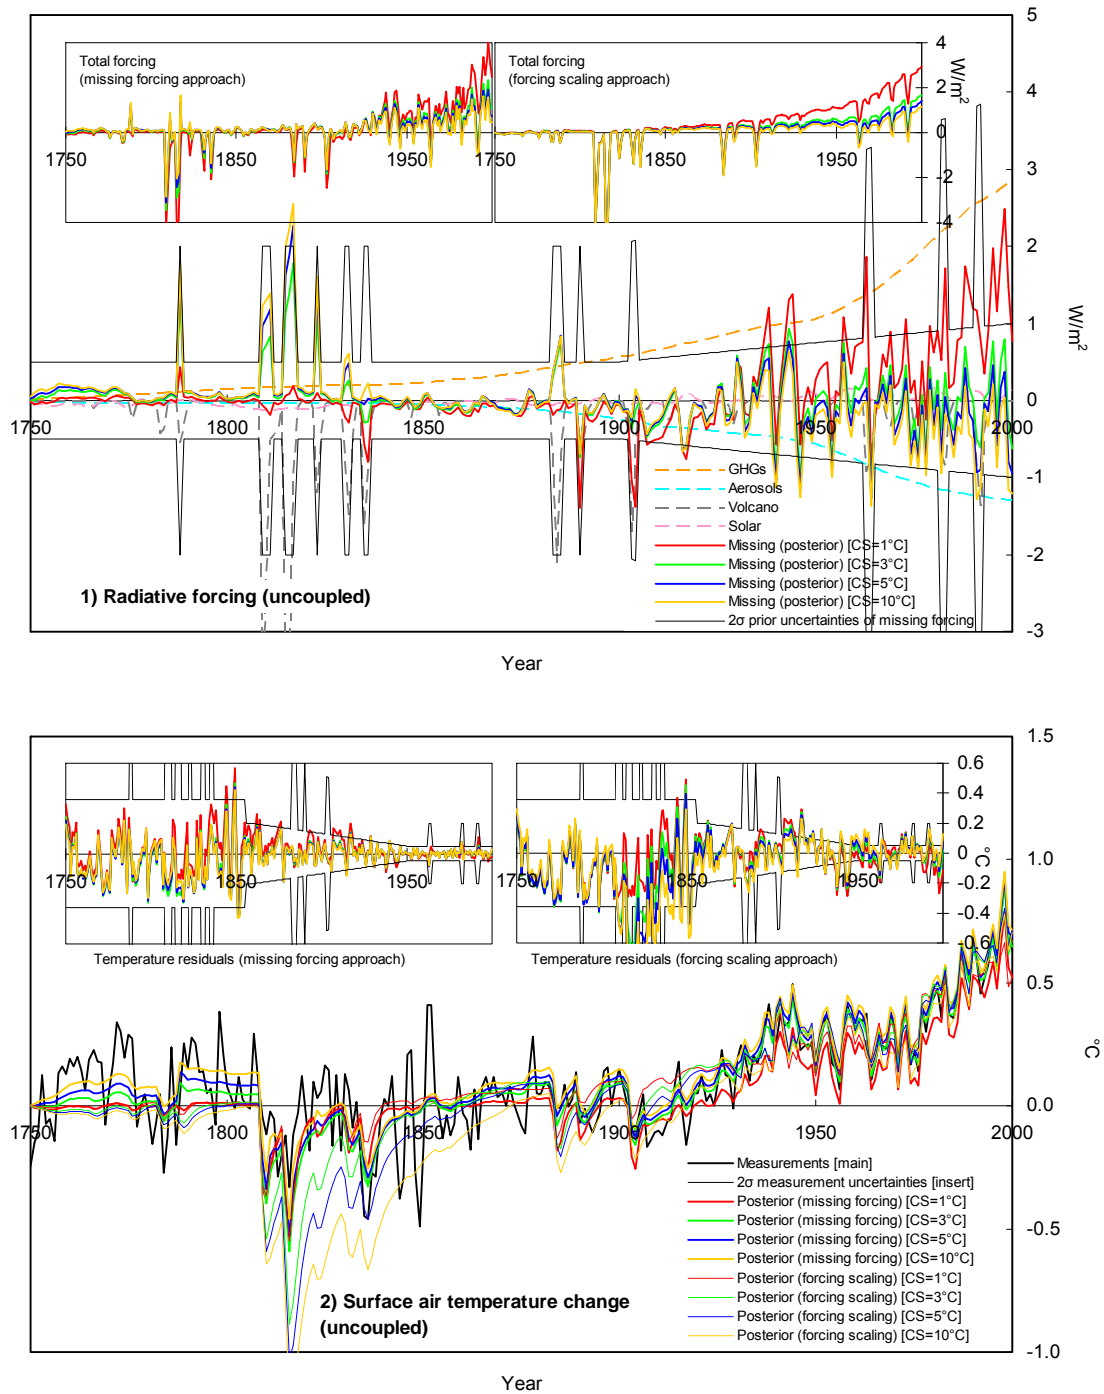 5
Total forcing
(missing forcing approach)
Total forcing
(forcing scaling approach)
4
2
0
-2
-4
W/m²
1750
1850
1950
1750
1850
1950
4
3
2
1
0
-1
-2
-3
W/m²
1750
1800
1850
1900
1950
2000
GHGs
Aerosols
Volcano
Solar
Missing (posterior) [CS=1°C]
Missing (posterior) [CS=3°C]
Missing (posterior) [CS=5°C]
Missing (posterior) [CS=10°C]
2σ prior uncertainties of missing forcing
1) Radiative forcing (uncoupled)
Year
1.5
0.6
0.4
0.2
0
-0.2
-0.4
-0.6
°C
1750
1850
1950
1750
1850
1950
Temperature residuals (missing forcing approach)
Temperature residuals (forcing scaling approach)
1.0
0.5
0.0
-0.5
-1.0
°C
1750
1800
1850
1900
1950
2000
Measurements [main]
2σ measurement uncertainties [insert]
Posterior (missing forcing) [CS=1°C]
Posterior (missing forcing) [CS=3°C]
Posterior (missing forcing) [CS=5°C]
Posterior (missing forcing) [CS=10°C]
Posterior (forcing scaling) [CS=1°C]
Posterior (forcing scaling) [CS=3°C]
Posterior (forcing scaling) [CS=5°C]
Posterior (forcing scaling) [CS=10°C]
2) Surface air temperature change
(uncoupled)
Year